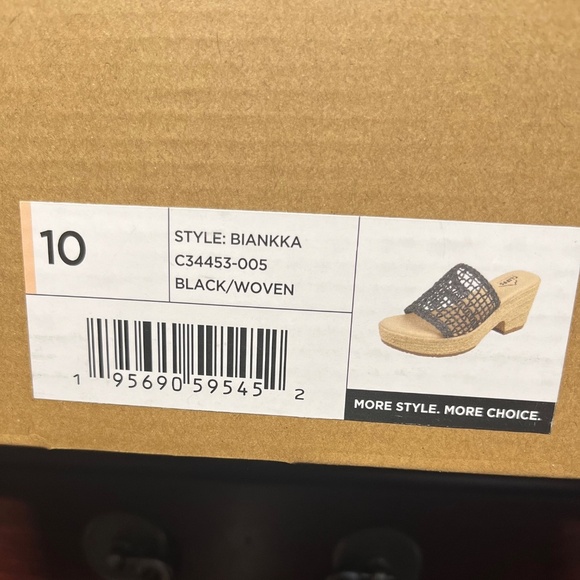 10
STYLE: BIANKKA
C34453-005
BLACK/WOVEN
1 95690 59545 2
MORE STYLE. MORE CHOICE.